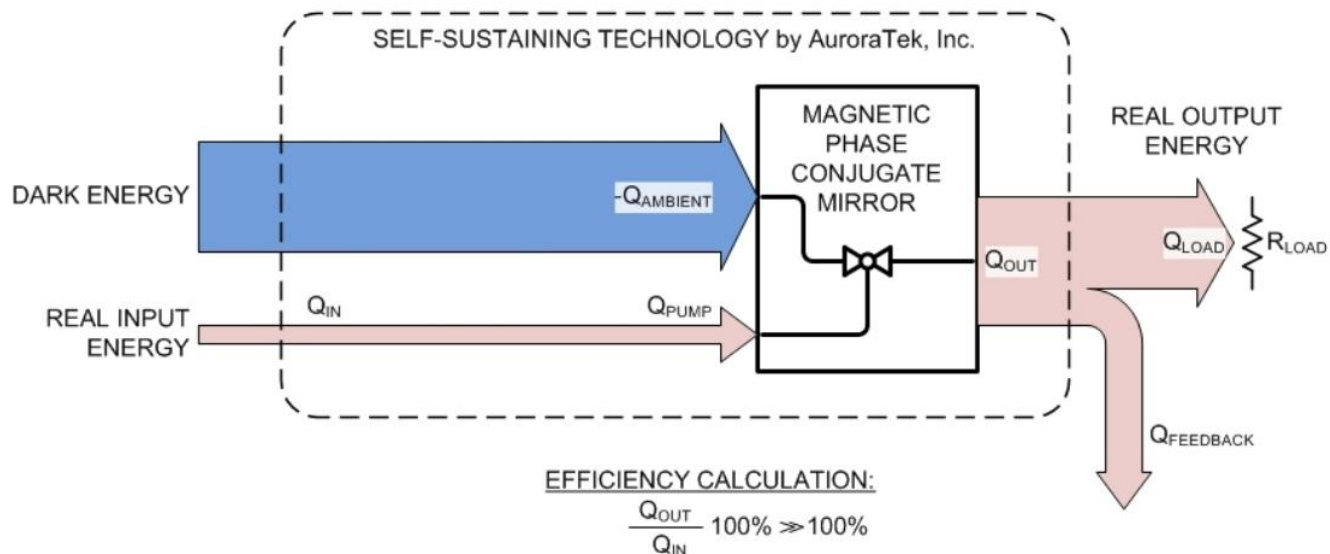 SELF-SUSTAINING TECHNOLOGY by AuroraTek, Inc.
MAGNETIC
PHASE
CONJUGATE
MIRROR
REAL OUTPUT
ENERGY
DARK ENERGY
-QAMBIENT
QLOAD
RLOAD
QOUT
REAL INPUT
ENERGY
QIN
QPUMP
QFEEDBACK
EFFICIENCY CALCULATION:
QOUT
QIN
100% ≫ 100%